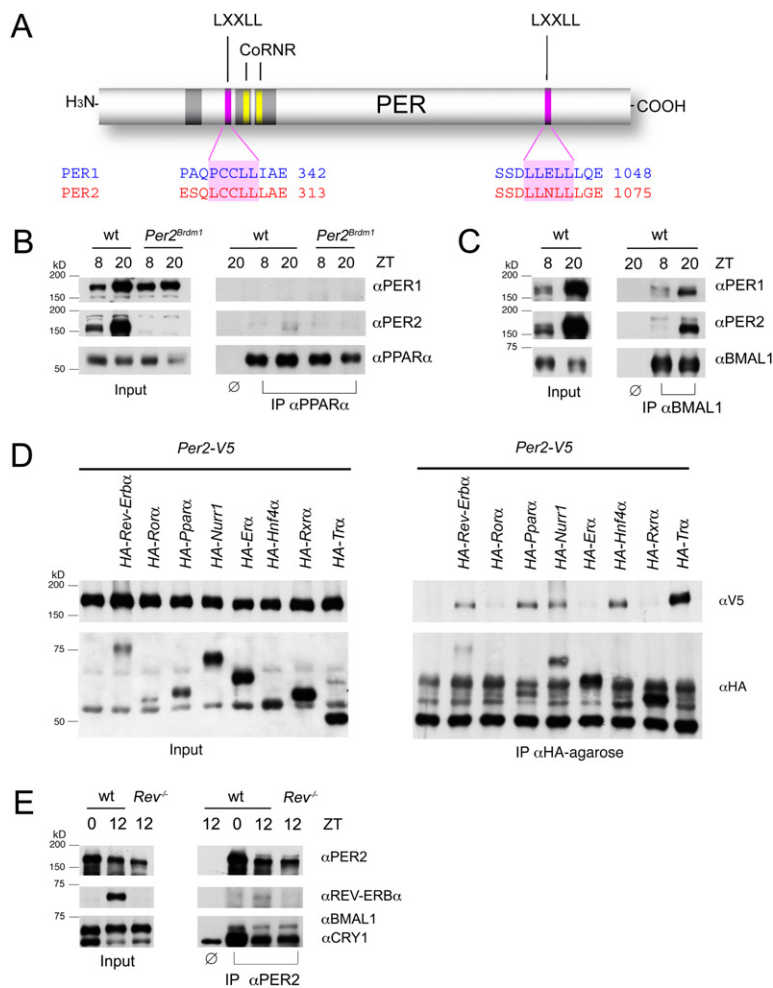 A
LXXLL LXXLL
CoRNR
H3N- PER -COOH
PER1 PAQPCCLLIAE 342 SSDLLELLLQE 1048
PER2 ESQLCCLLLAE 313 SSDLLNLLLGE 1075
B
wt Per2Brdm1 wt Per2Brdm1
kD 8 20 8 20 20 8 20 8 20 ZT
200
150
αPER1
200
150
αPER2
50
αPPARα
Input Ø IP αPPARα
C
wt wt
kD 8 20 20 8 20 ZT
200
150
αPER1
200
150
αPER2
75
αBMAL1
Input Ø IP αBMAL1
D
Per2-V5 Per2-V5
HA-Rev-Erbα HA-Rorα HA-Pparα HA-Nurr1 HA-Erα HA-Hnf4α HA-Rxrα HA-Trα
HA-Rev-Erbα HA-Rorα HA-Pparα HA-Nurr1 HA-Erα HA-Hnf4α HA-Rxrα HA-Trα
kD
200
150
αV5
75
50
αHA
Input IP αHA-agarose
E
wt Rev-/- wt Rev-/-
0 12 12 12 0 12 12 ZT
kD
200
150
αPER2
75
αREV-ERBα
75
αBMAL1
αCRY1
Input Ø IP αPER2